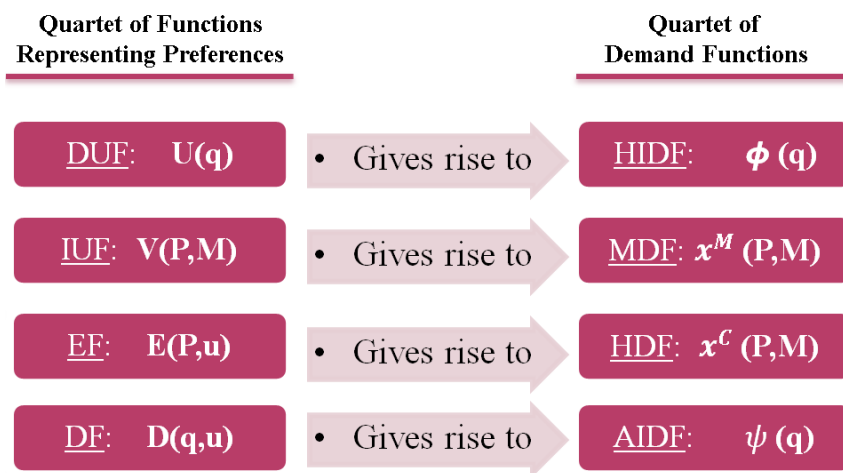 Quartet of Functions
Representing Preferences
Quartet of
Demand Functions
DUF: U(q)
• Gives rise to
HIDF: ϕ (q)
IUF: V(P,M)
• Gives rise to
MDF: x^M (P,M)
EF: E(P,u)
• Gives rise to
HDF: x^C (P,M)
DF: D(q,u)
• Gives rise to
AIDF: ψ (q)